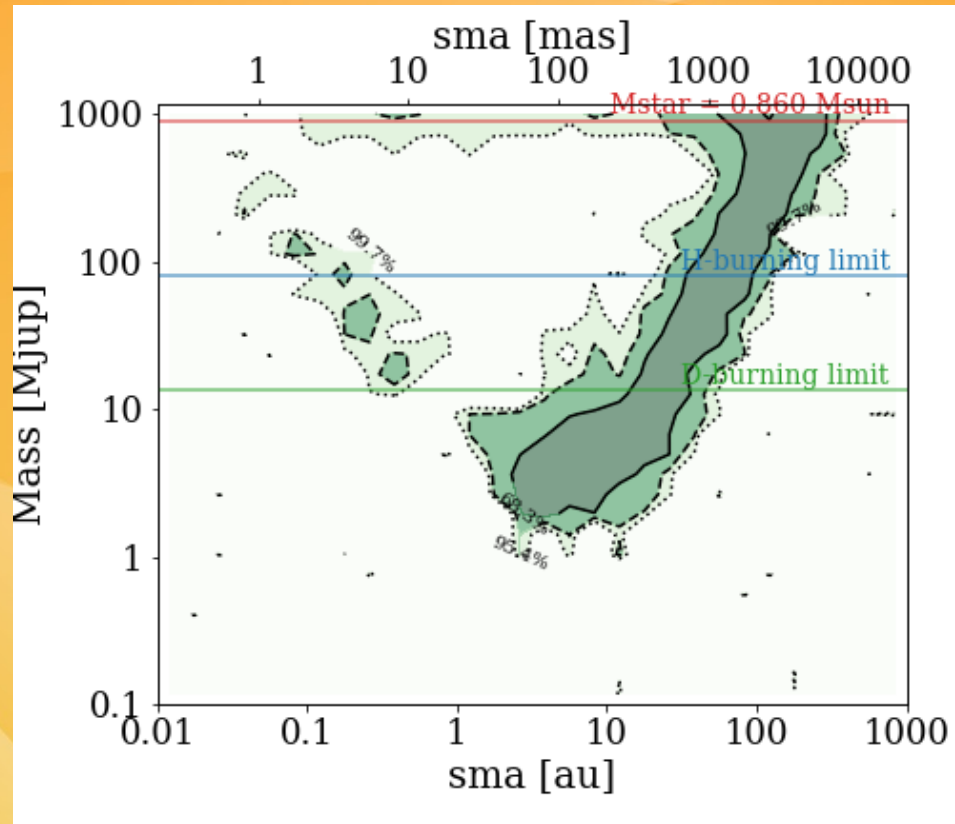 sma [mas]
1 10 100 1000 10000
Mstar = 0.860 Msun
1000
99.7%
99.7%
H-burning limit
100
D-burning limit
10
68.3%
95.4%
1
0.1
Mass [Mjup]
0.01 0.1 1 10 100 1000
sma [au]